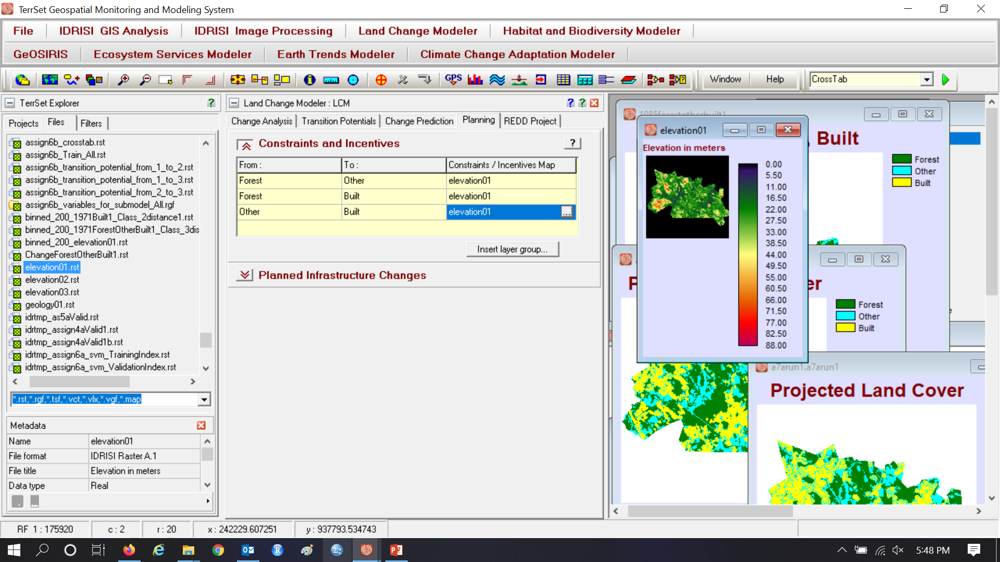 TerrSet Geospatial Monitoring and Modeling System
File IDRISI GIS Analysis IDRISI Image Processing Land Change Modeler Habitat and Biodiversity Modeler
GeOSIRIS Ecosystem Services Modeler Earth Trends Modeler Climate Change Adaptation Modeler
GPS Window Help CrossTab
TerrSet Explorer ?
Projects Files Filters
assign6b_crosstab.rst
assign6b_Train_All.rst
assign6b_transition_potential_from_1_to_2.rst
assign6b_transition_potential_from_1_to_3.rst
assign6b_transition_potential_from_2_to_3.rst
assign6b_variables_for_submodel_All.rgf
binned_200_1971Built1_Class_2distance1.rst
binned_200_1971ForestOtherBuilt1_Class_3dis
binned_200_elevation01.rst
ChangeForestOtherBuilt1.rst
elevation01.rst
elevation02.rst
elevation03.rst
geology01.rst
idrtmp_as5aValid.rst
idrtmp_assign4aValid1.rst
idrtmp_assign4aValid1b.rst
idrtmp_assign6a_svm_TrainingIndex.rst
idrtmp_assign6a_svm_ValidationIndex.rst
*.rst,*.rgf,*.tsf,*.vct,*.vlx,*.vgf,*.map
Metadata
Name elevation01
File format IDRISI Raster A.1
File title Elevation in meters
Data type Real
Land Change Modeler : LCM ? ?
Change Analysis Transition Potentials Change Prediction Planning REDD Project
Constraints and Incentives ?
From : To : Constraints / Incentives Map
Forest Other elevation01
Forest Built elevation01
Other Built elevation01 ...
Insert layer group...
Planned Infrastructure Changes
1985forestotherbuilt1
, Built
Forest
Other
Built
elevation01
Elevation in meters
0.00
5.50
11.00
16.50
22.00
27.50
33.00
38.50
44.00
49.50
55.00
60.50
66.00
71.50
77.00
82.50
88.00
er
Forest
Other
Built
a7arun1.a7arun1
Projected Land Cover
RF 1 : 175920 c : 2 r : 20 x : 242229.607251 y : 937793.534743
5:48 PM